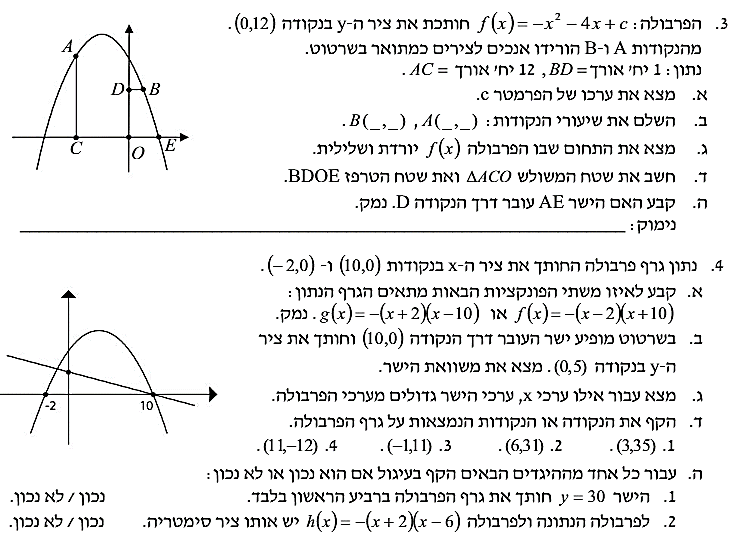 3. הפרבולה: f(x) = −x² − 4x + c חותכת את ציר ה-y בנקודה (0,12).
מהנקודות A ו-B הורידו אנכים לצירים כמתואר בשרטוט.
נתון: 1 יח' אורך = BD, 12 יח' אורך = AC.
א. מצא את ערכו של הפרמטר c.
ב. השלם את שיעורי הנקודות: A(_,_), B(_,_).
ג. מצא את התחום שבו הפרבולה f(x) יורדת ושלילית.
ד. חשב את שטח המשולש ΔACO ואת שטח הטרפז BDOE.
ה. קבע האם הישר AE עובר דרך הנקודה D. נמק.
נימוק: ______________________________
A
D
B
C
O
E
4. נתון גרף פרבולה החותך את ציר ה-x בנקודות (10,0) ו- (−2,0).
א. קבע לאיזו משתי הפונקציות הבאות מתאים הגרף הנתון:
f(x) = −(x−2)(x+10) או g(x) = −(x+2)(x−10). נמק.
ב. בשרטוט מופיע ישר העובר דרך הנקודה (10,0) וחותך את ציר
ה-y בנקודה (0,5). מצא את משוואת הישר.
ג. מצא עבור אילו ערכי x, ערכי הישר גדולים מערכי הפרבולה.
ד. הקף את הנקודה או הנקודות הנמצאות על גרף הפרבולה.
1. (3,35). 2. (6,31). 3. (−1,11). 4. (11,−12).
ה. עבור כל אחד מההיגדים הבאים הקף בעיגול אם הוא נכון או לא נכון:
1. הישר y = 30 חותך את גרף הפרבולה ברביע הראשון בלבד. נכון / לא נכון.
2. לפרבולה הנתונה ולפרבולה h(x) = −(x+2)(x−6) יש אותו ציר סימטריה. נכון / לא נכון.
-2
10